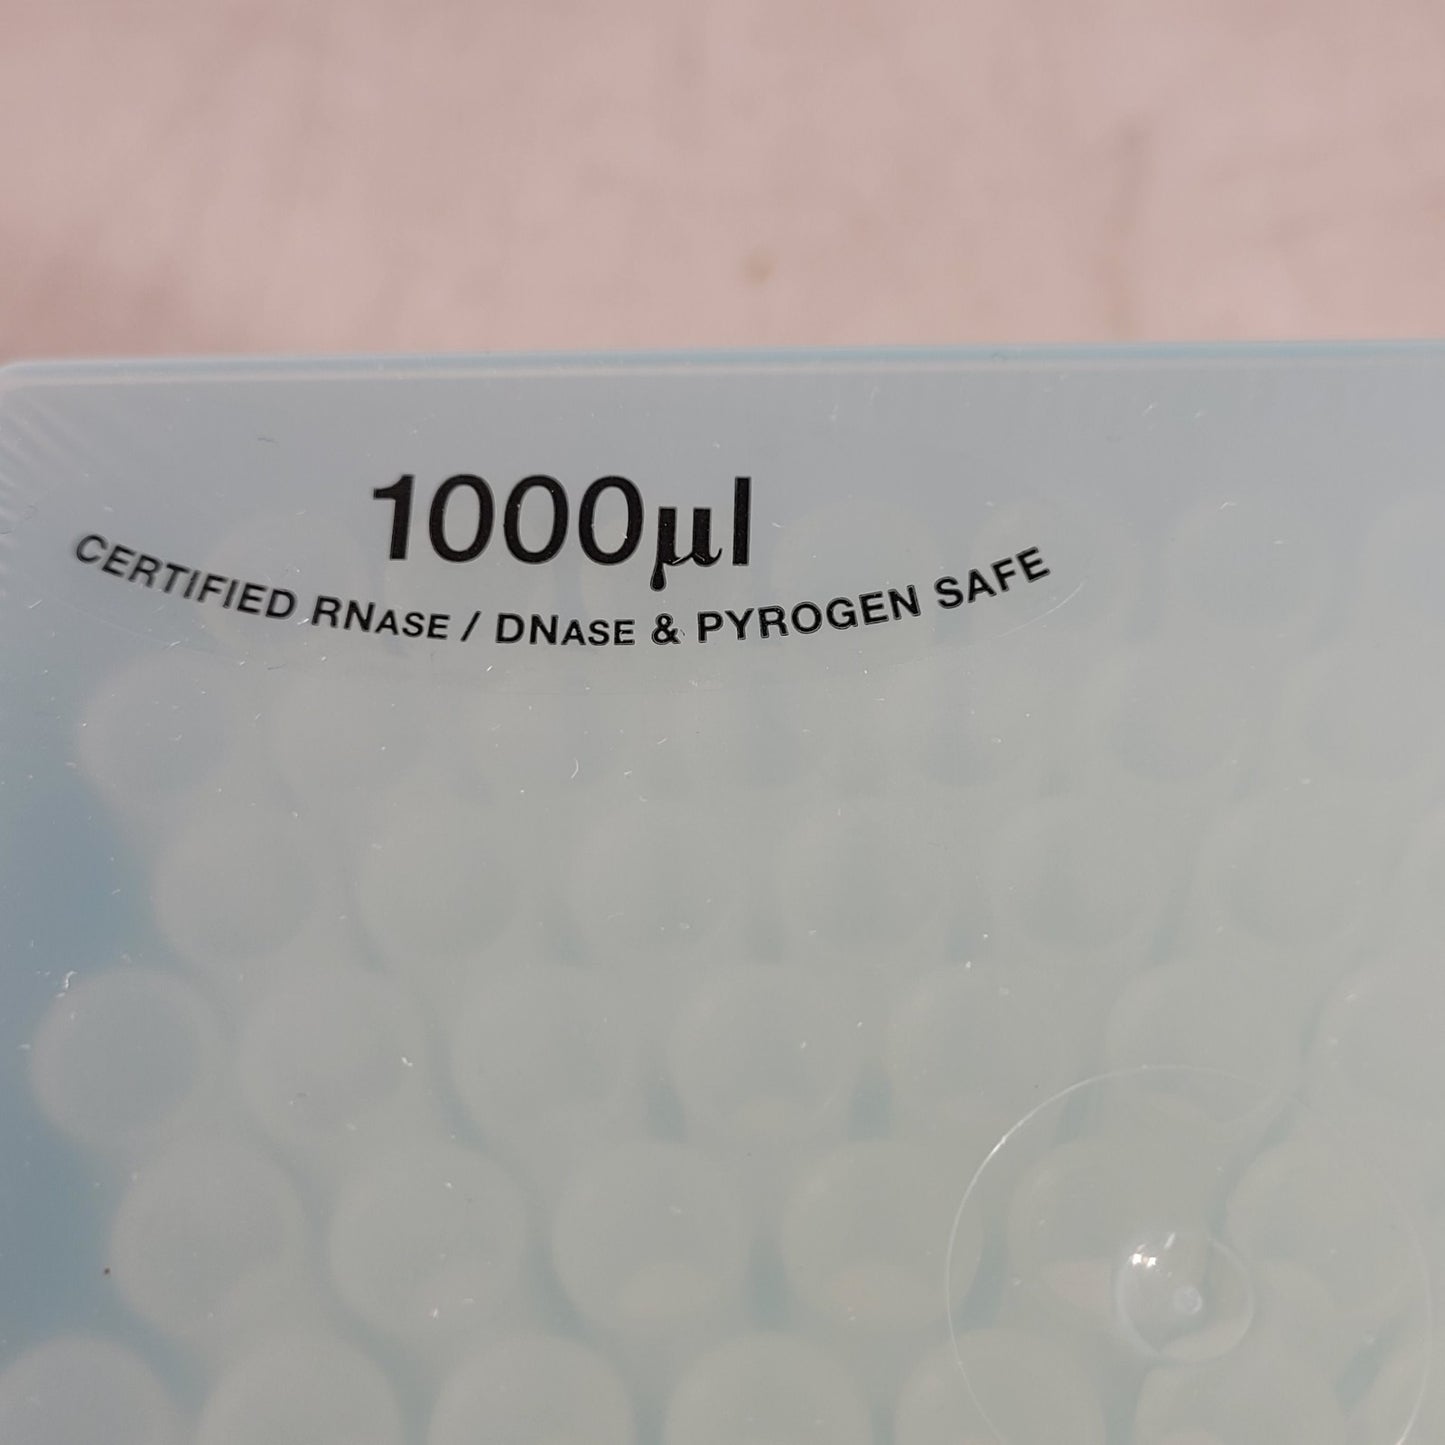 1000µl
CERTIFIED RNASE / DNASE & PYROGEN SAFE